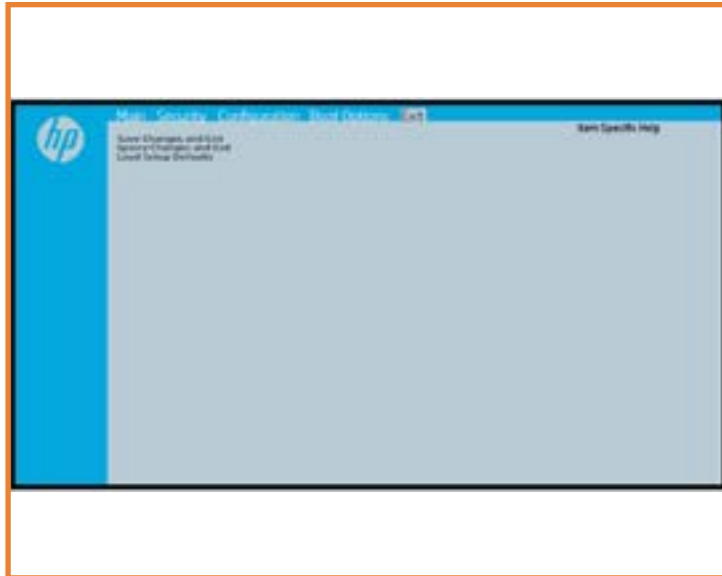 hp
Main Security Configuration Boot Options Exit
Item Specific Help
Save Changes and Exit
Ignore Changes and Exit
Load Setup Defaults